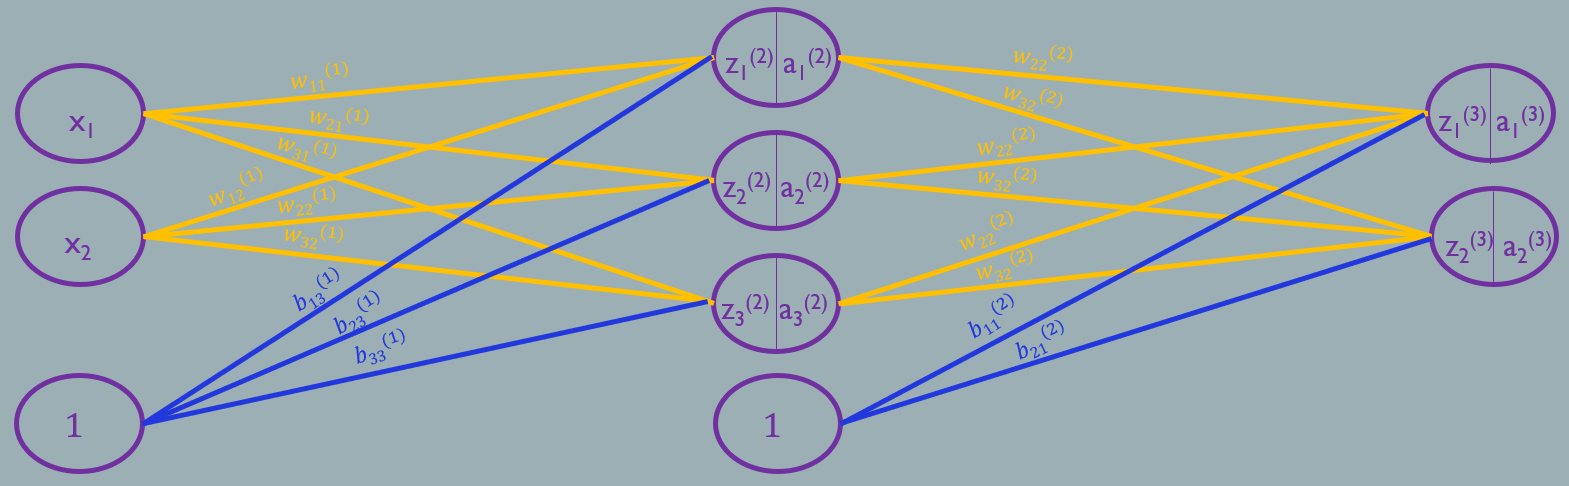 x₁
x₂
1
w₁₁⁽¹⁾
w₂₁⁽¹⁾
w₃₁⁽¹⁾
w₁₂⁽¹⁾
w₂₂⁽¹⁾
w₃₂⁽¹⁾
b₁₃⁽¹⁾
b₂₃⁽¹⁾
b₃₃⁽¹⁾
z₁⁽²⁾ a₁⁽²⁾
z₂⁽²⁾ a₂⁽²⁾
z₃⁽²⁾ a₃⁽²⁾
1
w₂₂⁽²⁾
w₃₂⁽²⁾
w₂₂⁽²⁾
w₃₂⁽²⁾
w₂₂⁽²⁾
w₃₂⁽²⁾
b₁₁⁽²⁾
b₂₁⁽²⁾
z₁⁽³⁾ a₁⁽³⁾
z₂⁽³⁾ a₂⁽³⁾